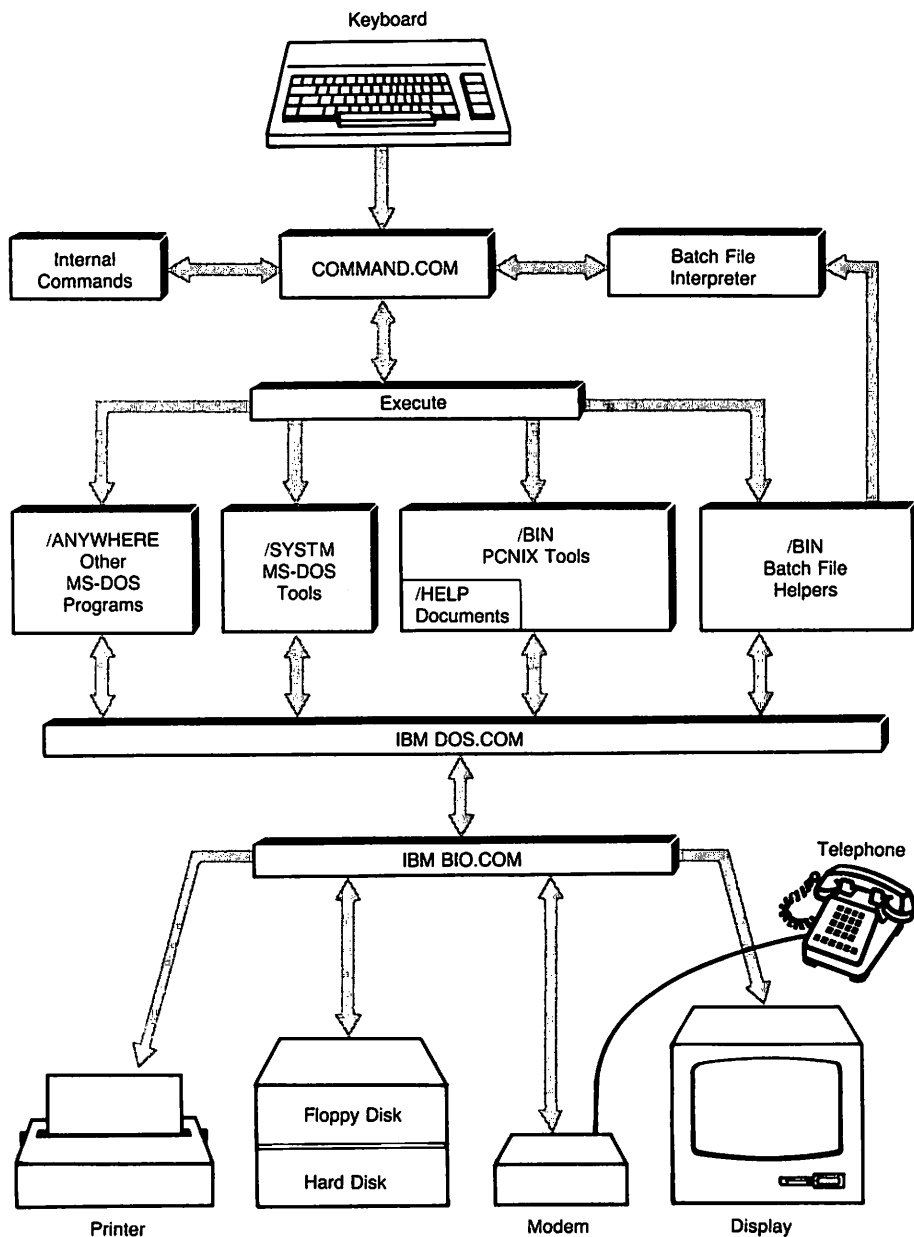 Keyboard
Internal
Commands
COMMAND.COM
Batch File
Interpreter
Execute
/ANYWHERE
Other
MS-DOS
Programs
/SYSTM
MS-DOS
Tools
/BIN
PCNIX Tools
/HELP
Documents
/BIN
Batch File
Helpers
IBM DOS.COM
IBM BIO.COM
Telephone
Floppy Disk
Hard Disk
Printer
Modem
Display